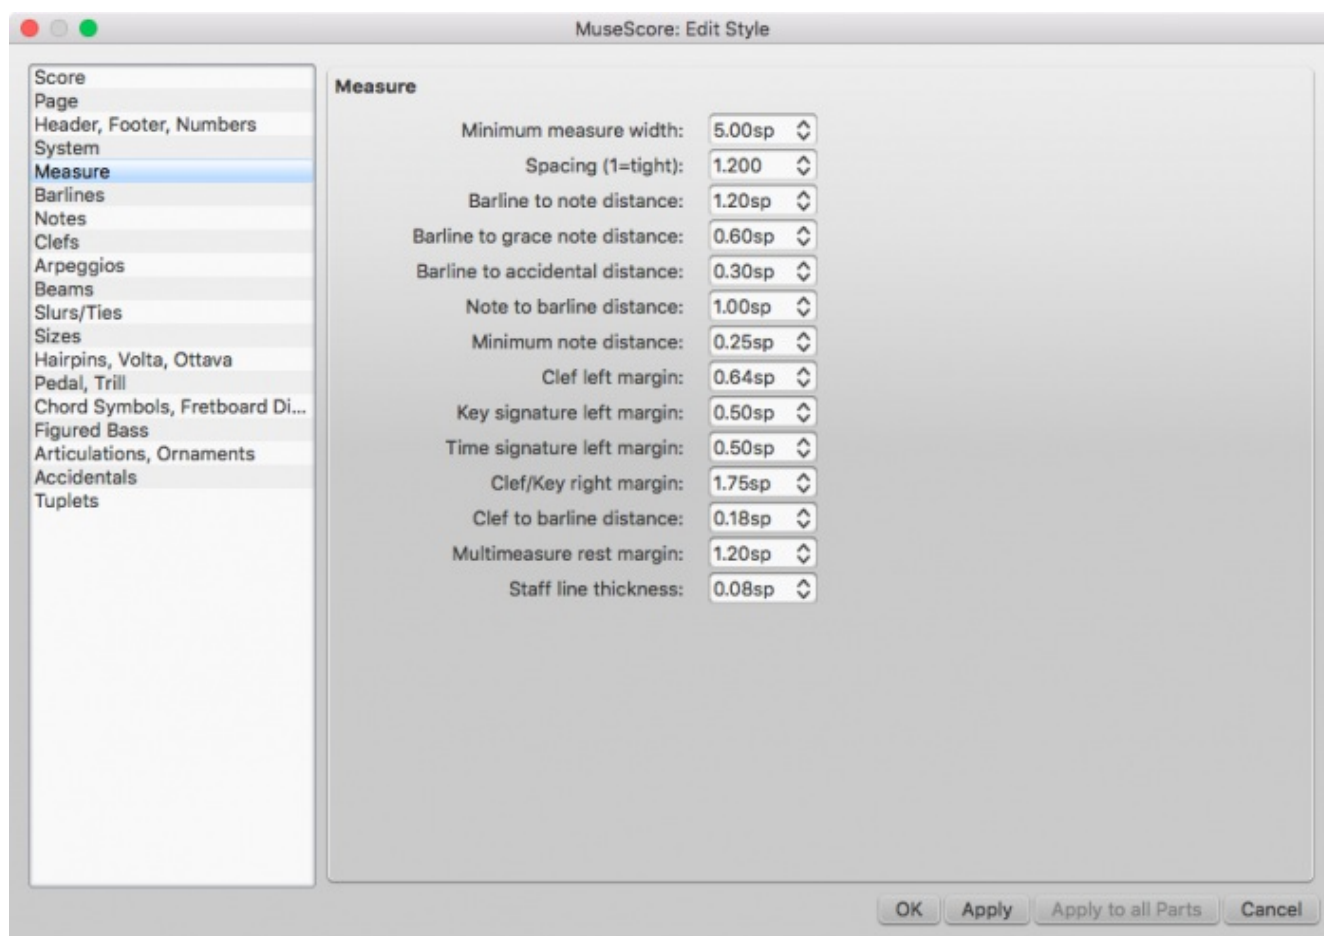 MuseScore: Edit Style
Score
Page
Header, Footer, Numbers
System
Measure
Barlines
Notes
Clefs
Arpeggios
Beams
Slurs/Ties
Sizes
Hairpins, Volta, Ottava
Pedal, Trill
Chord Symbols, Fretboard Di...
Figured Bass
Articulations, Ornaments
Accidentals
Tuplets
Measure
Minimum measure width: 5.00sp
Spacing (1=tight): 1.200
Barline to note distance: 1.20sp
Barline to grace note distance: 0.60sp
Barline to accidental distance: 0.30sp
Note to barline distance: 1.00sp
Minimum note distance: 0.25sp
Clef left margin: 0.64sp
Key signature left margin: 0.50sp
Time signature left margin: 0.50sp
Clef/Key right margin: 1.75sp
Clef to barline distance: 0.18sp
Multimeasure rest margin: 1.20sp
Staff line thickness: 0.08sp
OK Apply Apply to all Parts Cancel